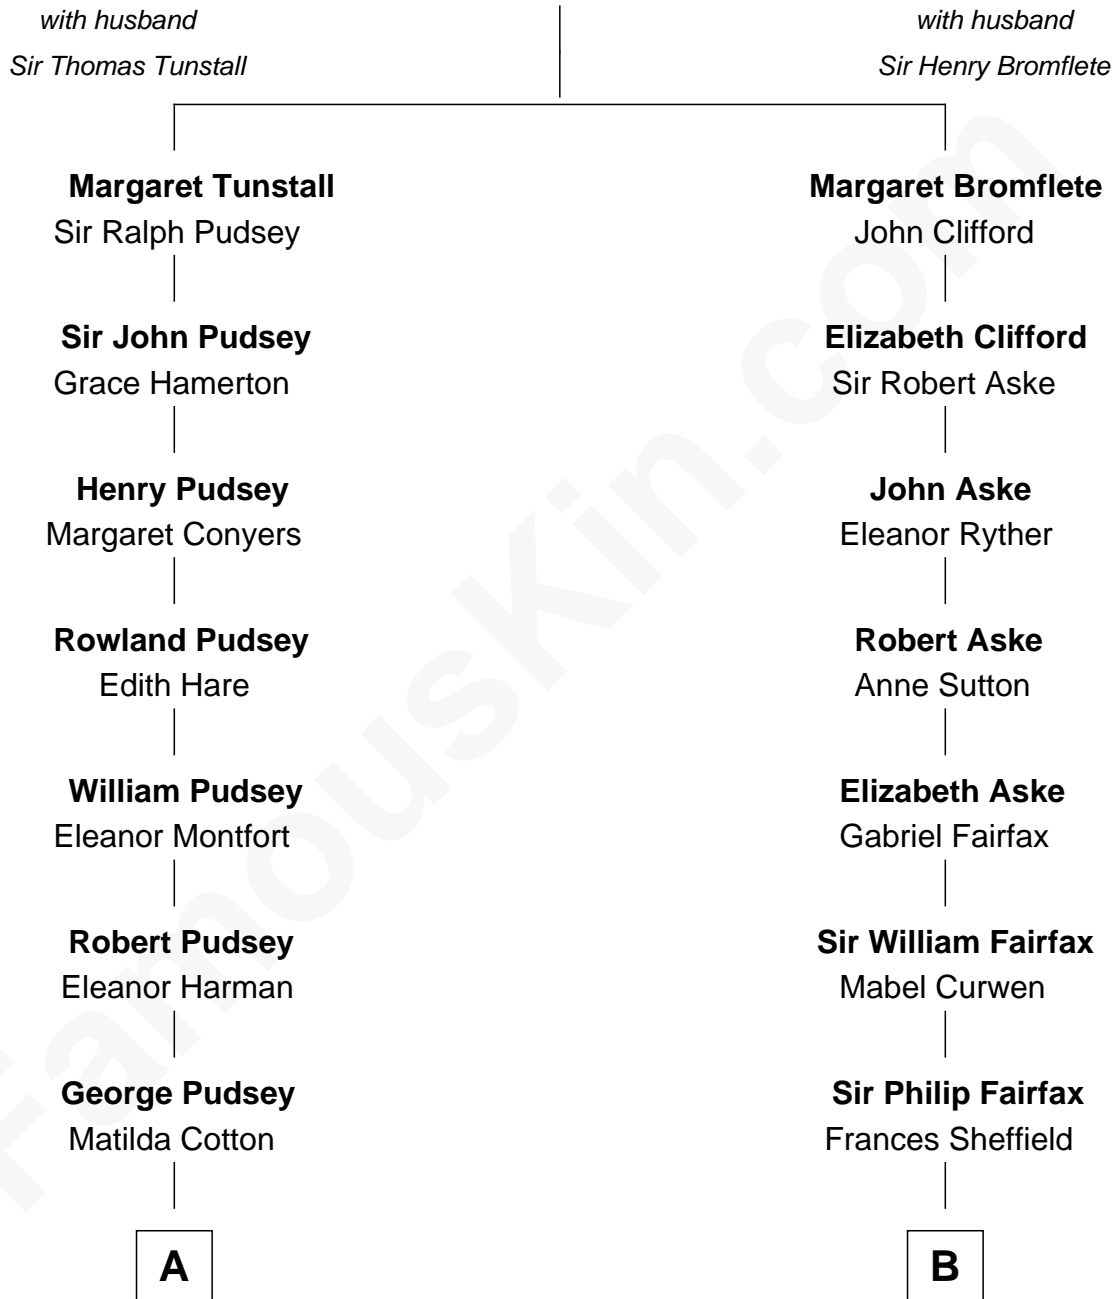 with husband
Sir Thomas Tunstall
with husband
Sir Henry Bromflete
Margaret Tunstall
Sir Ralph Pudsey
Margaret Bromflete
John Clifford
Sir John Pudsey
Grace Hamerton
Elizabeth Clifford
Sir Robert Aske
Henry Pudsey
Margaret Conyers
John Aske
Eleanor Ryther
Rowland Pudsey
Edith Hare
Robert Aske
Anne Sutton
William Pudsey
Eleanor Montfort
Elizabeth Aske
Gabriel Fairfax
Robert Pudsey
Eleanor Harman
Sir William Fairfax
Mabel Curwen
George Pudsey
Matilda Cotton
Sir Philip Fairfax
Frances Sheffield
A
B
FamousKin.com